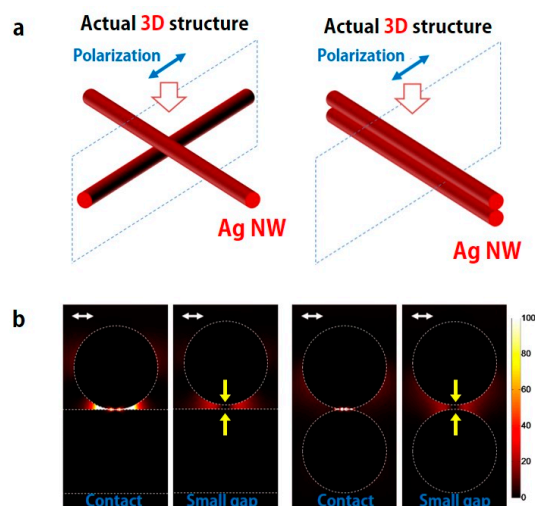 a
Actual 3D structure
Polarization
Ag NW
Actual 3D structure
Polarization
Ag NW
b
Contact
Small gap
Contact
Small gap
100
80
60
40
20
0